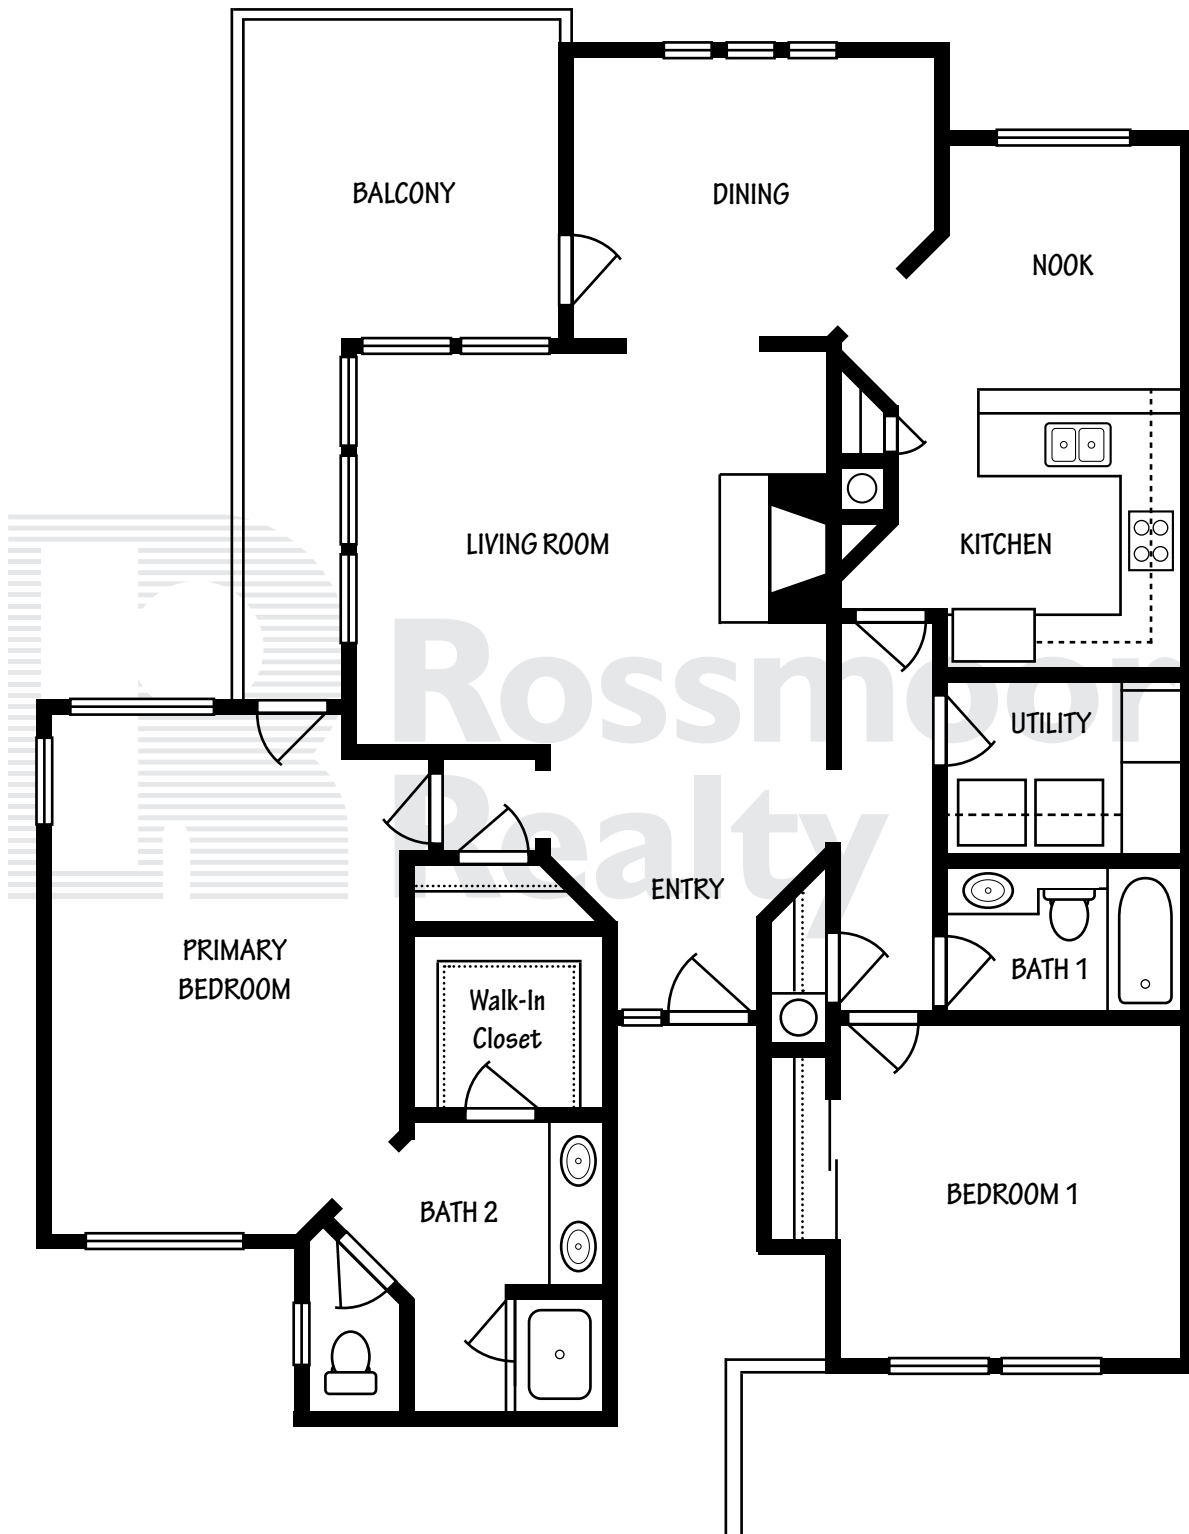 BALCONY
DINING
NOOK
LIVING ROOM
KITCHEN
Rossmoor
Realty
UTILITY
ENTRY
PRIMARY
BEDROOM
BATH 1
Walk-In
Closet
BEDROOM 1
BATH 2